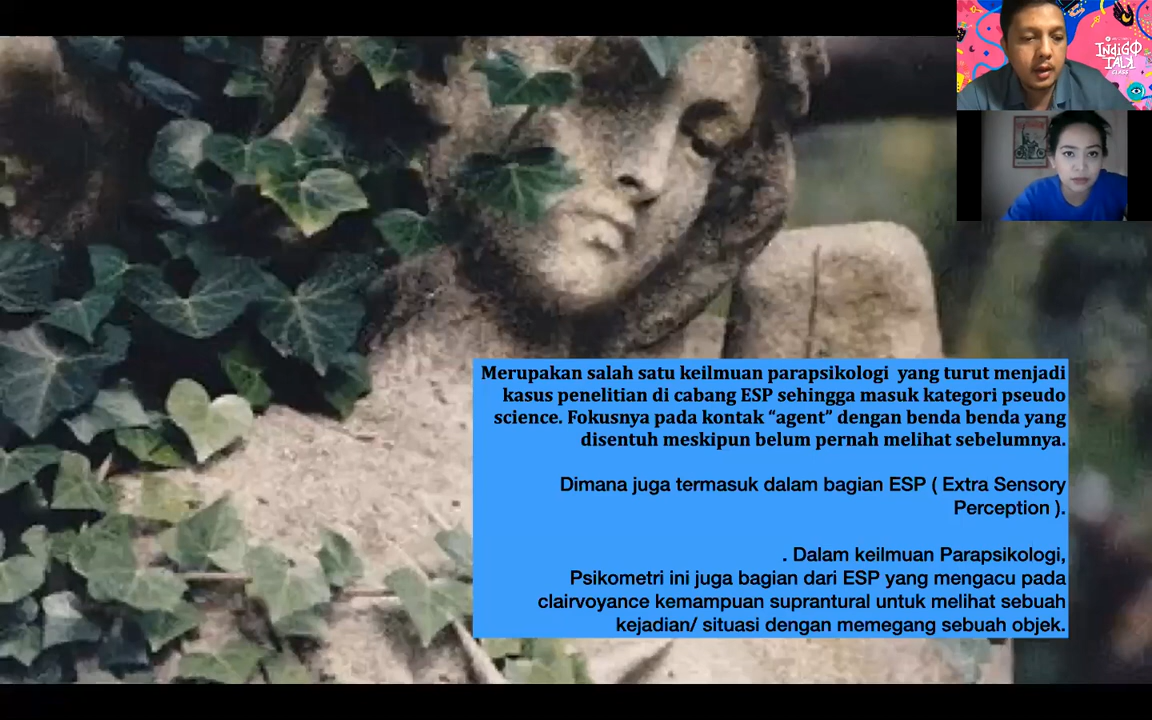 INDIGO
TALK
CLASS
Merupakan salah satu keilmuan parapsikologi yang turut menjadi
kasus penelitian di cabang ESP sehingga masuk kategori pseudo
science. Fokusnya pada kontak “agent” dengan benda benda yang
disentuh meskipun belum pernah melihat sebelumnya.
Dimana juga termasuk dalam bagian ESP ( Extra Sensory
Perception ).
. Dalam keilmuan Parapsikologi,
Psikometri ini juga bagian dari ESP yang mengacu pada
clairvoyance kemampuan suprantural untuk melihat sebuah
kejadian/ situasi dengan memegang sebuah objek.